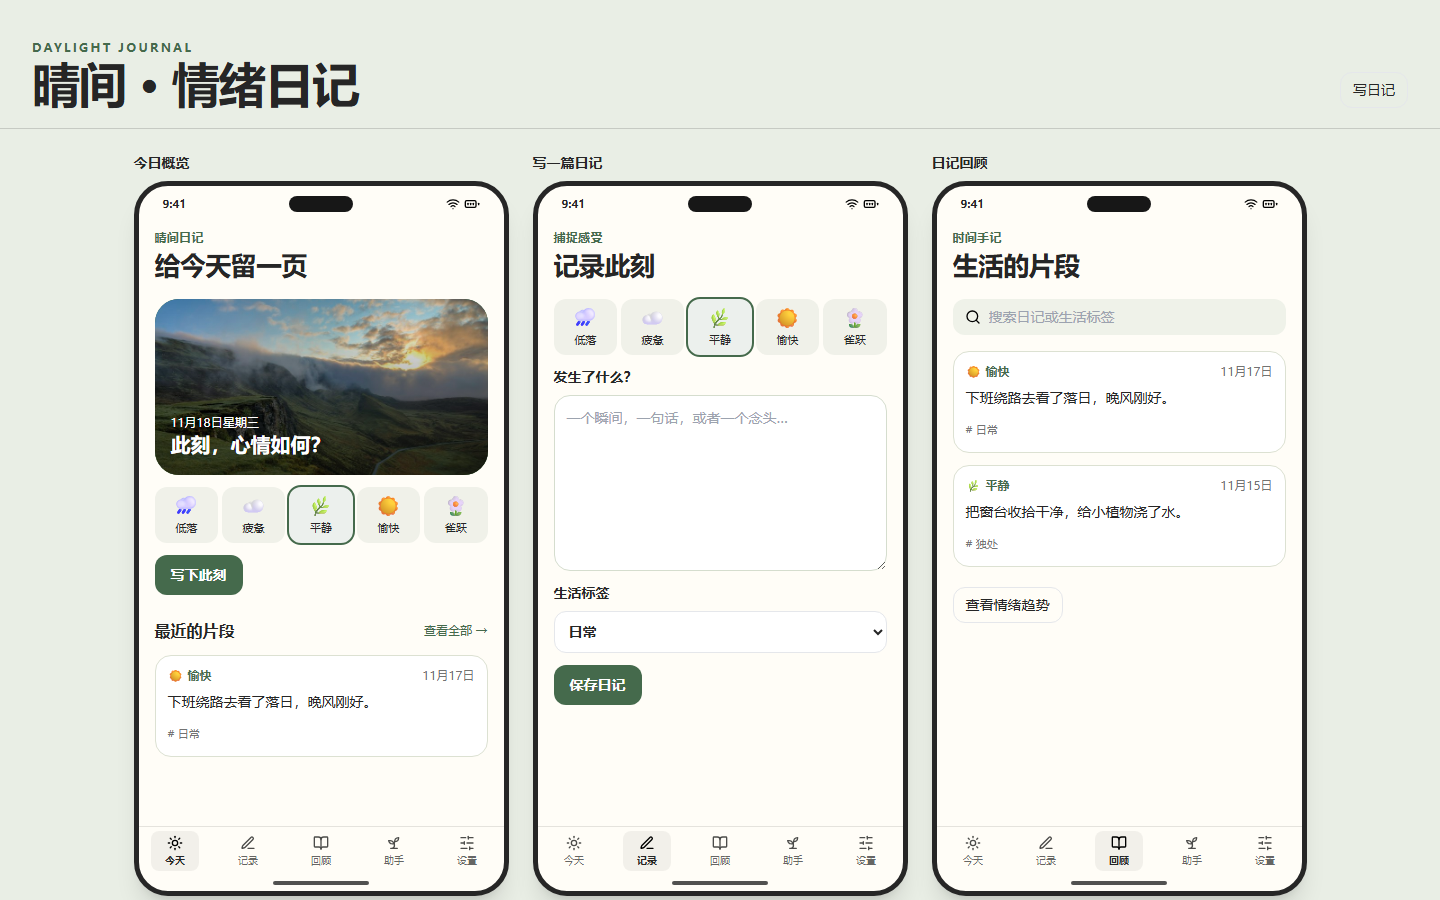 DAYLIGHT JOURNAL
晴间 • 情绪日记
写日记
今日概览
9:41
晴间日记
给今天留一页
11月18日星期三
此刻，心情如何？
低落 疲惫 平静 愉快 雀跃
写下此刻
最近的片段 查看全部 →
愉快 11月17日
下班绕路去看了落日，晚风刚好。
# 日常
今天 记录 回顾 助手 设置
写一篇日记
9:41
捕捉感受
记录此刻
低落 疲惫 平静 愉快 雀跃
发生了什么？
一个瞬间，一句话，或者一个念头...
生活标签
日常
保存日记
今天 记录 回顾 助手 设置
日记回顾
9:41
时间手记
生活的片段
搜索日记或生活标签
愉快 11月17日
下班绕路去看了落日，晚风刚好。
# 日常
平静 11月15日
把窗台收拾干净，给小植物浇了水。
# 独处
查看情绪趋势
今天 记录 回顾 助手 设置